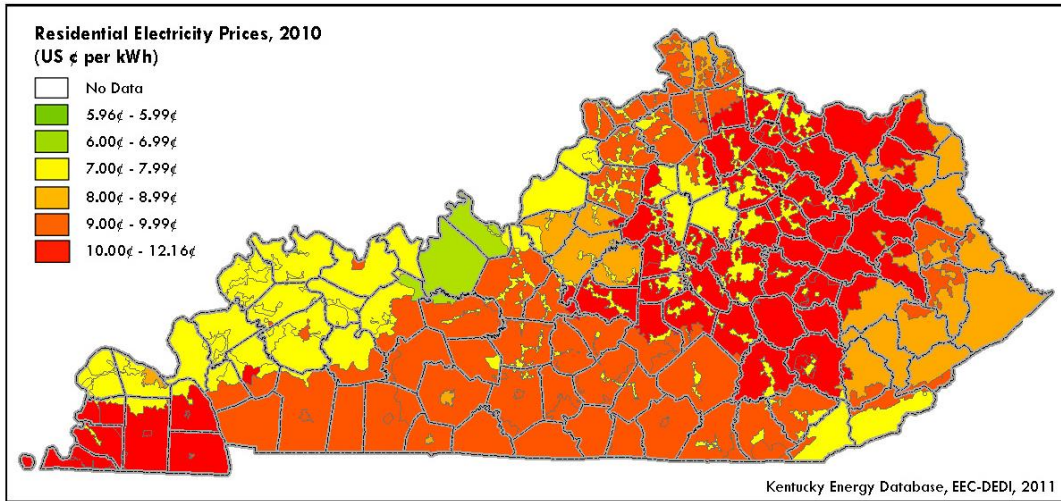 Residential Electricity Prices, 2010
(US ¢ per kWh)
No Data
5.96¢ - 5.99¢
6.00¢ - 6.99¢
7.00¢ - 7.99¢
8.00¢ - 8.99¢
9.00¢ - 9.99¢
10.00¢ - 12.16¢
Kentucky Energy Database, EEC-DEDI, 2011